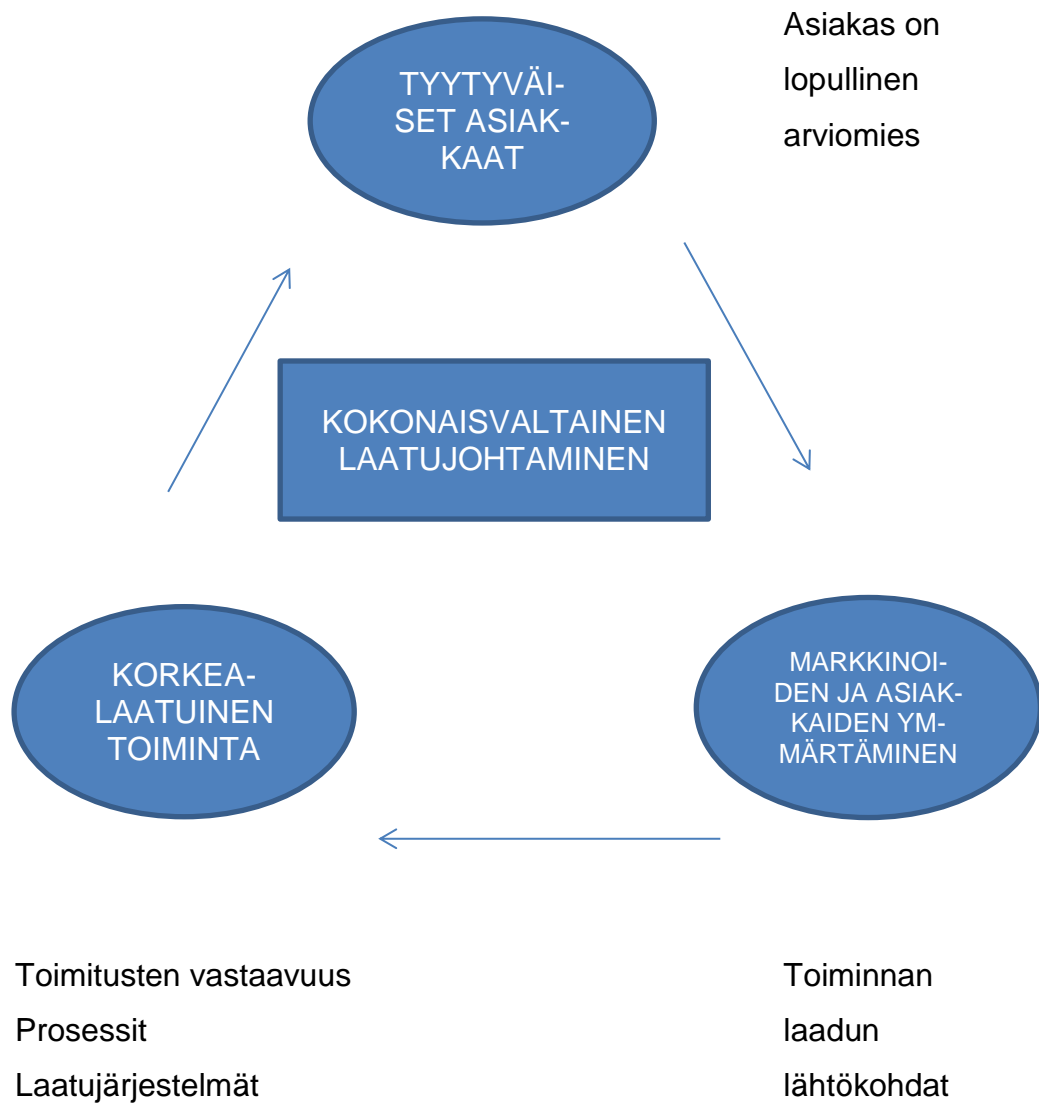 Asiakas on
lopullinen
arviomies
TYYTYVÄI-
SET ASIAK-
KAAT
KOKONAISVALTAINEN
LAATUJOHTAMINEN
KORKEA-
LAATUINEN
TOIMINTA
MARKKINOI-
DEN JA ASIAK-
KAIDEN YM-
MÄRTÄMINEN
Toimitusten vastaavuus
Prosessit
Laatujärjestelmät
Toiminnan
laadun
lähtökohdat